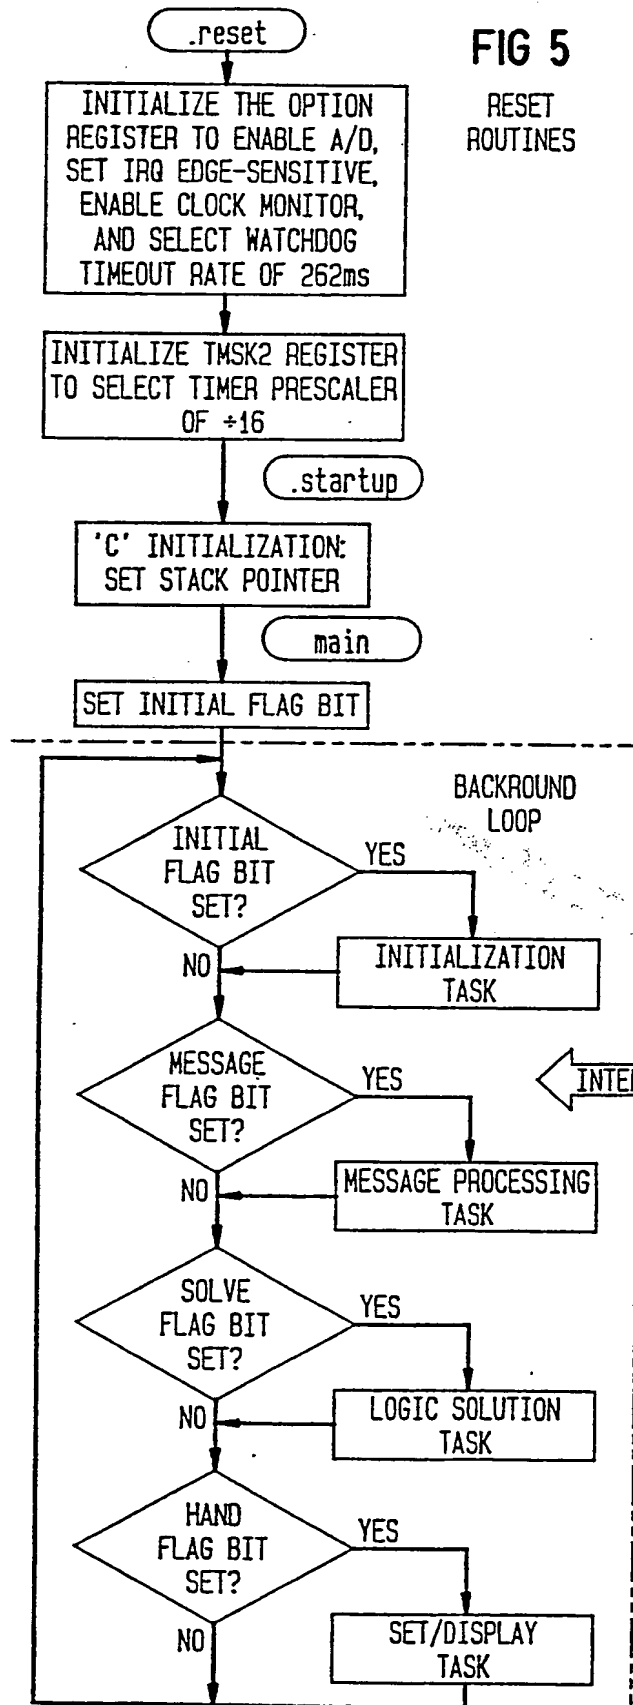 .reset
FIG 5
RESET
ROUTINES
INITIALIZE THE OPTION
REGISTER TO ENABLE A/D,
SET IRQ EDGE-SENSITIVE,
ENABLE CLOCK MONITOR,
AND SELECT WATCHDOG
TIMEOUT RATE OF 262ms
INITIALIZE TMSK2 REGISTER
TO SELECT TIMER PRESCALER
OF ÷16
.startup
'C' INITIALIZATION:
SET STACK POINTER
main
SET INITIAL FLAG BIT
BACKROUND
LOOP
INITIAL
FLAG BIT
SET?
YES
INITIALIZATION
TASK
NO
MESSAGE
FLAG BIT
SET?
YES
INTE
MESSAGE PROCESSING
TASK
NO
SOLVE
FLAG BIT
SET?
YES
LOGIC SOLUTION
TASK
NO
HAND
FLAG BIT
SET?
YES
SET/DISPLAY
TASK
NO